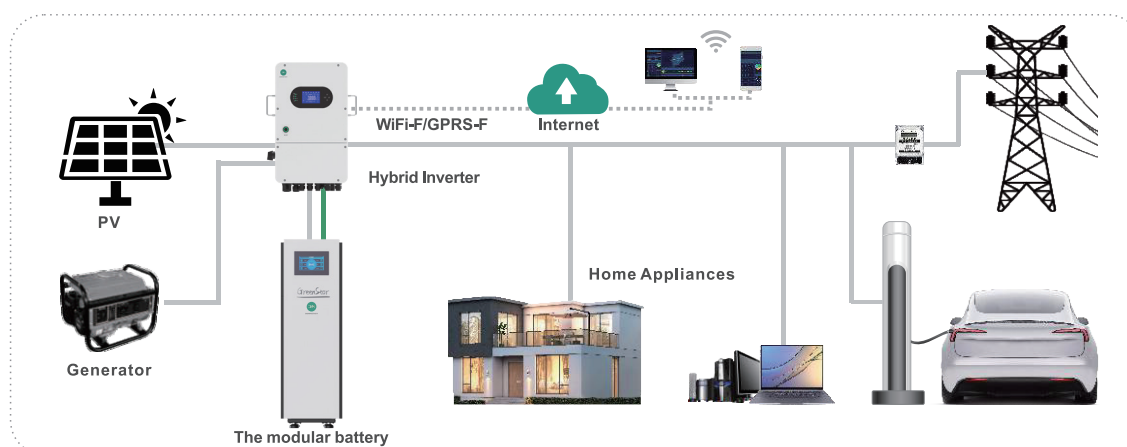 WiFi-F/GPRS-F
Internet
Hybrid Inverter
PV
Home Appliances
Generator
The modular battery